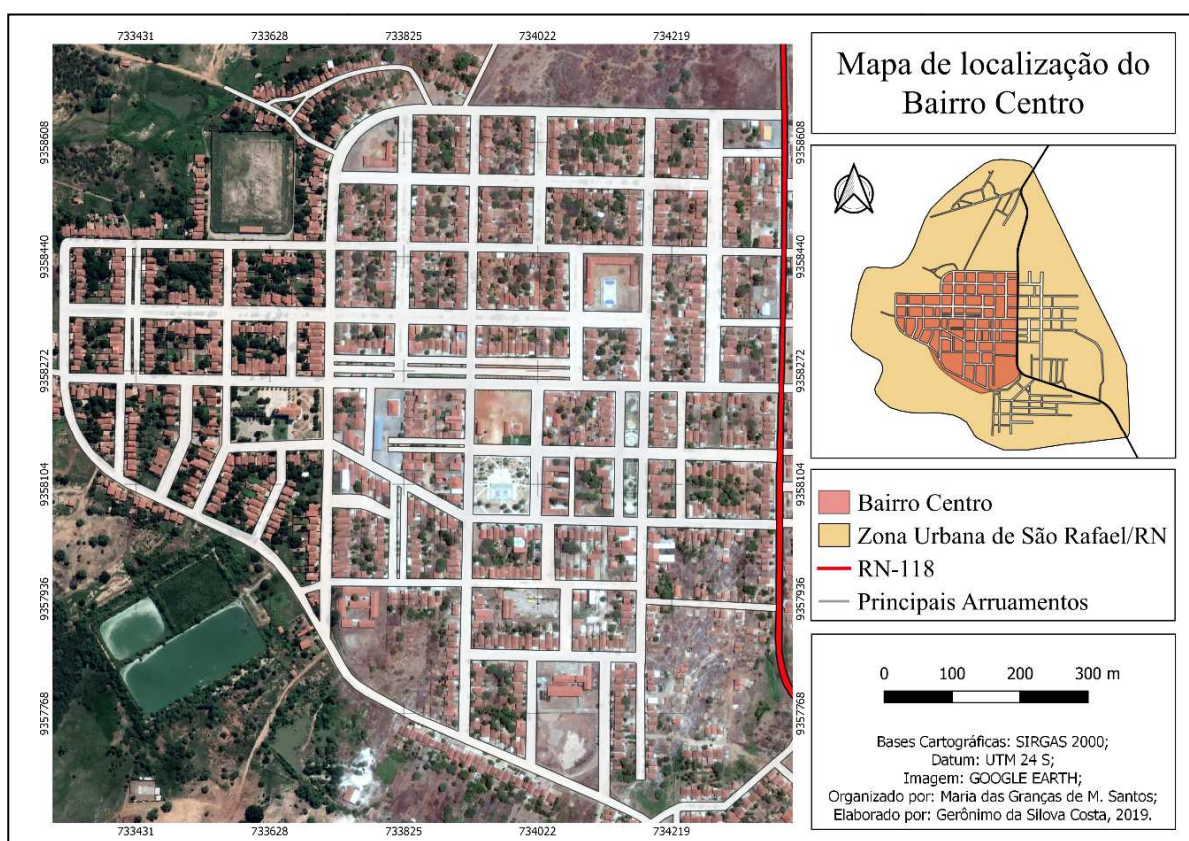 733431 733628 733825 734022 734219
Mapa de localização do
Bairro Centro
9358608
9358440
9358272
9358104
9357936
9357768
9358608
9358440
9358272
9358104
9357936
9357768
733431 733628 733825 734022 734219
Bairro Centro
Zona Urbana de São Rafael/RN
RN-118
Principais Arruamentos
0 100 200 300 m
Bases Cartográficas: SIRGAS 2000;
Datum: UTM 24 S;
Imagem: GOOGLE EARTH;
Organizado por: Maria das Granças de M. Santos;
Elaborado por: Gerônimo da Silova Costa, 2019.